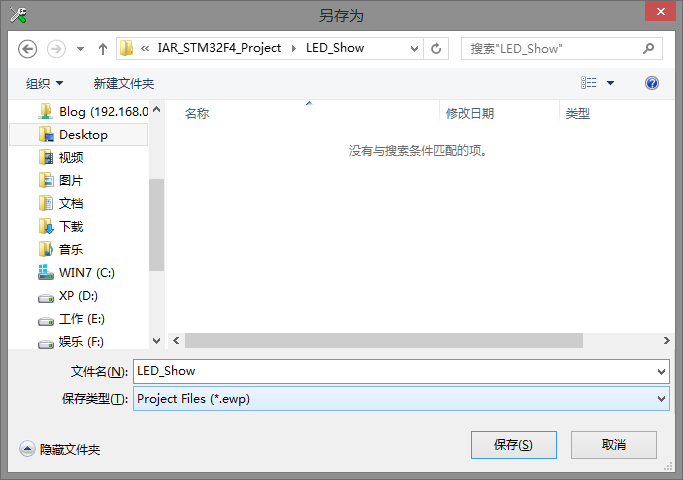 另存为
« IAR_STM32F4_Project LED_Show
搜索"LED_Show"
组织 新建文件夹
名称 修改日期 类型
没有与搜索条件匹配的项。
Blog (192.168.0
Desktop
视频
图片
文档
下载
音乐
WIN7 (C:)
XP (D:)
工作 (E:)
娱乐 (F:)
文件名(N): LED_Show
保存类型(T): Project Files (*.ewp)
隐藏文件夹 保存(S) 取消